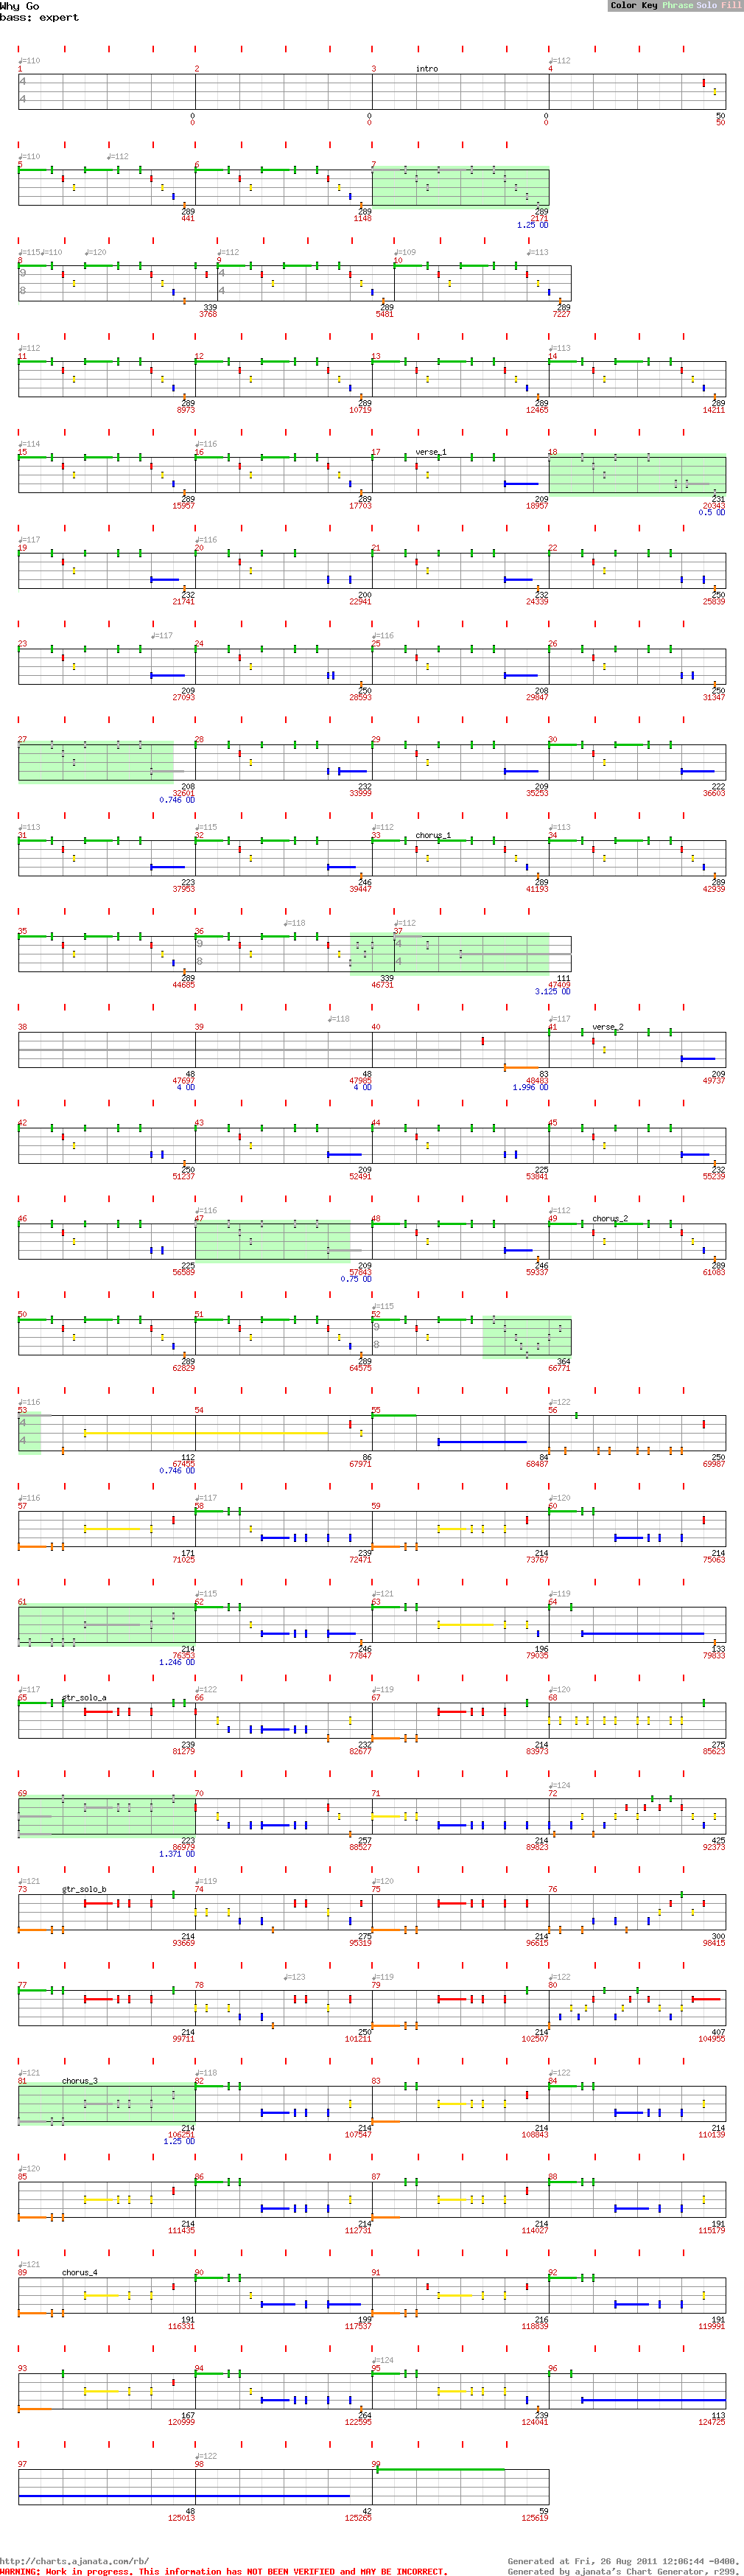 Why Go
Color Key Phrase Solo Fill
bass: expert
♩=110 ♩=112
1 2 3 intro 4
4
4
0 0 0 50
0 0 0 50
♩=110 ♩=112
5 6 7
289 289 289
441 1148 2171
1.25 OD
♩=115 ♩=110 ♩=120 ♩=112 ♩=109 ♩=113
8 9 10
9 4
8 4
339 289 289
3768 5481 7227
♩=112 ♩=113
11 12 13 14
289 289 289 289
8973 10719 12465 14211
♩=114 ♩=116
15 16 17 verse_1 18
289 289 209 231
15957 17703 18957 20343
0.5 OD
♩=117 ♩=116
19 20 21 22
232 200 232 250
21741 22941 24339 25839
♩=117 ♩=116
23 24 25 26
209 250 208 250
27093 28593 29847 31347
27 28 29 30
208 232 209 222
32601 33999 35253 36603
0.746 OD
♩=113 ♩=115 ♩=112 ♩=113
31 32 33 chorus_1 34
223 246 289 289
37953 39447 41193 42939
♩=118 ♩=112
35 36 37
9 4
8 4
289 339 111
44685 46731 47409
3.125 OD
♩=118 ♩=117
38 39 40 41 verse_2
48 48 83 209
47697 47985 48483 49737
4 OD 4 OD 1.996 OD
42 43 44 45
250 209 225 232
51237 52491 53841 55239
♩=116 ♩=112
46 47 48 49 chorus_2
225 209 246 289
56589 57843 59337 61083
0.75 OD
♩=115
50 51 52
9
8
289 289 364
62829 64575 66771
♩=116 ♩=122
53 54 55 56
4
4
112 86 84 250
67455 67971 68487 69987
0.746 OD
♩=116 ♩=117 ♩=120
57 58 59 60
171 239 214 214
71025 72471 73767 75063
♩=115 ♩=121 ♩=119
61 62 63 64
214 246 196 133
76353 77847 79035 79833
1.246 OD
♩=117 ♩=122 ♩=119 ♩=120
65 gtr_solo_a 66 67 68
239 232 214 275
81279 82677 83973 85623
♩=124
69 70 71 72
223 257 214 425
86979 88527 89823 92373
1.371 OD
♩=121 ♩=119 ♩=120
73 gtr_solo_b 74 75 76
214 275 214 300
93669 95319 96615 98415
♩=123 ♩=119 ♩=122
77 78 79 80
214 250 214 407
99711 101211 102507 104955
♩=121 ♩=118 ♩=122
81 chorus_3 82 83 84
214 214 214 214
106251 107547 108843 110139
1.25 OD
♩=120
85 86 87 88
214 214 214 191
111435 112731 114027 115179
♩=121
89 chorus_4 90 91 92
191 199 216 191
116331 117537 118839 119991
♩=124
93 94 95 96
167 264 239 113
120999 122595 124041 124725
♩=122
97 98 99
48 42 59
125013 125265 125619
http://charts.ajanata.com/rb/
Generated at Fri, 26 Aug 2011 12:06:44 -0400.
WARNING: Work in progress. This information has NOT BEEN VERIFIED and MAY BE INCORRECT.
Generated by ajanata's Chart Generator, r299.